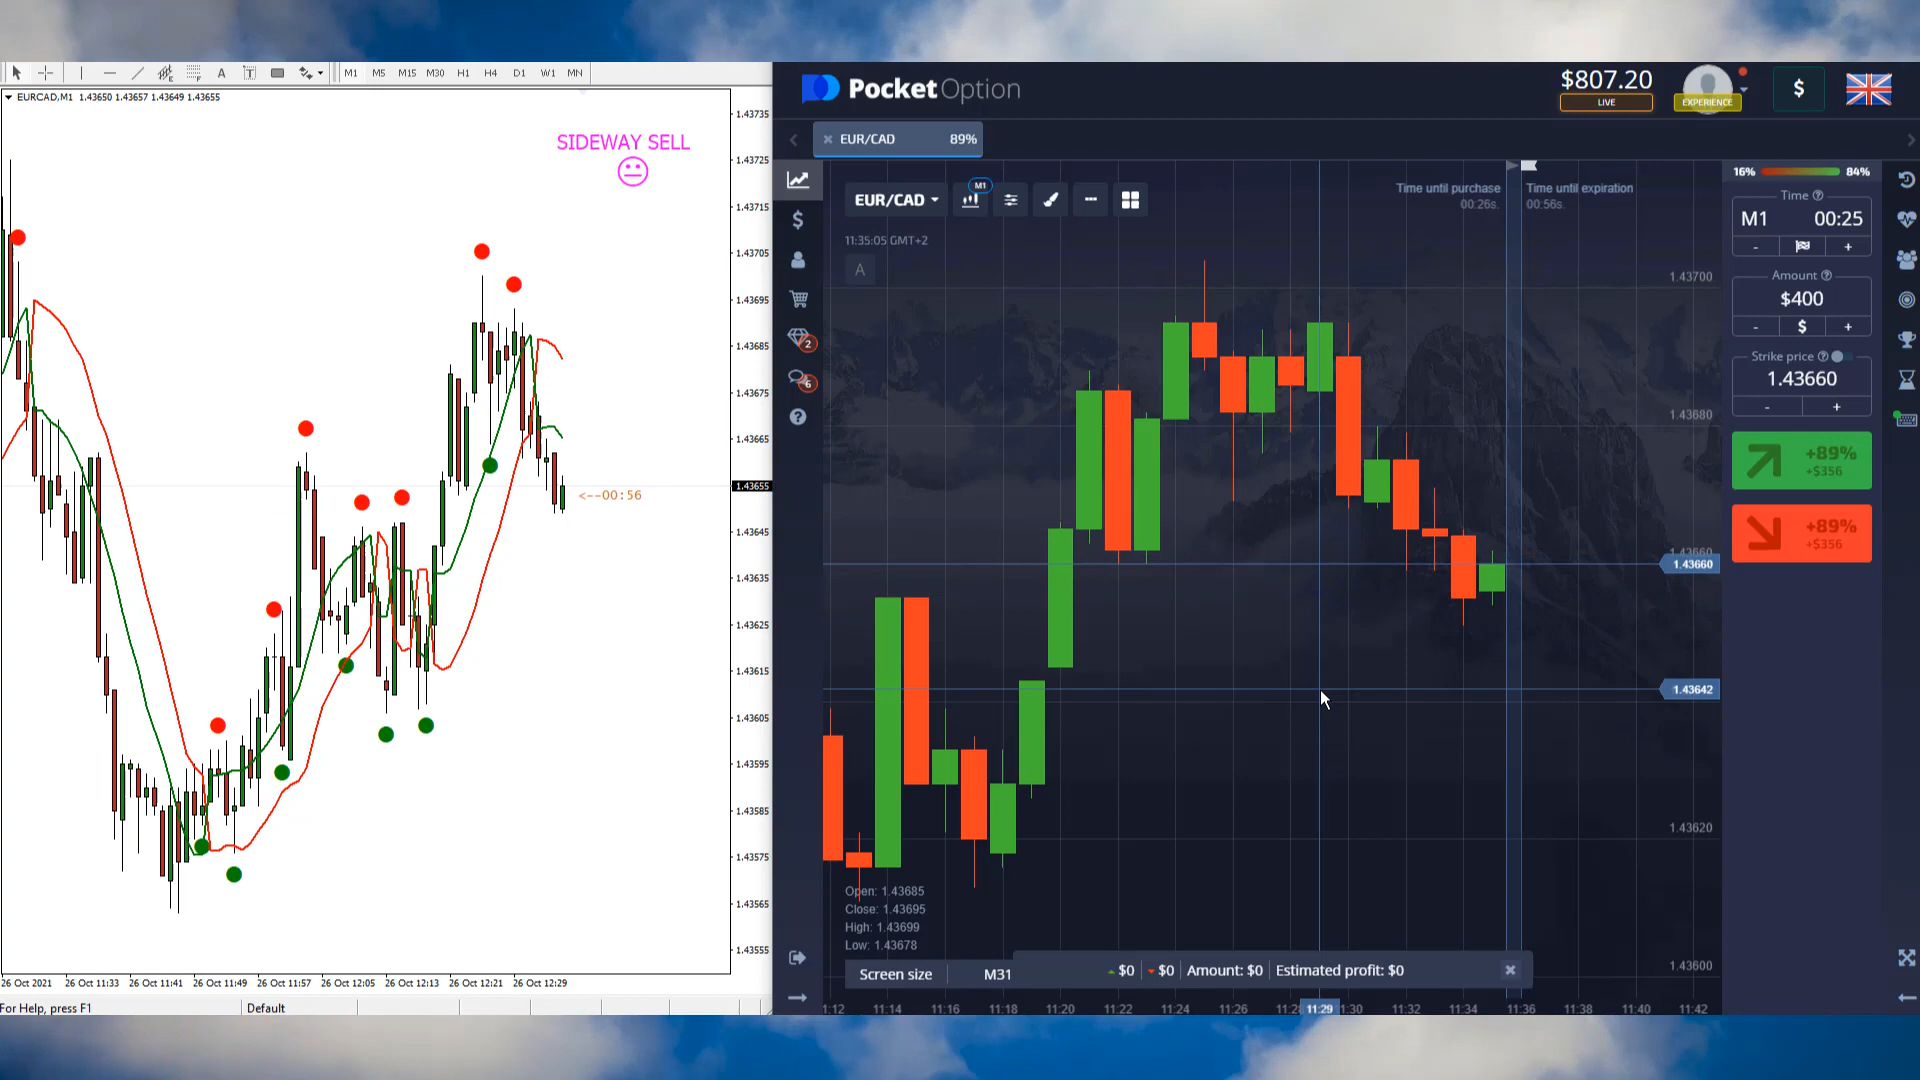 M1 M5 M15 M30 H1 H4 D1 W1 MN
EURCAD,M1 1.43650 1.43657 1.43649 1.43655
SIDEWAY SELL
<--00:56
1.43735
1.43725
1.43715
1.43705
1.43695
1.43685
1.43675
1.43665
1.43655
1.43645
1.43635
1.43625
1.43615
1.43605
1.43595
1.43585
1.43575
1.43565
1.43555
26 Oct 2021 26 Oct 11:33 26 Oct 11:41 26 Oct 11:49 26 Oct 11:57 26 Oct 12:05 26 Oct 12:13 26 Oct 12:21 26 Oct 12:29
For Help, press F1 Default
PocketOption
$807.20
LIVE
EXPERIENCE
$
EUR/CAD 89%
EUR/CAD
M1
11:35:05 GMT+2
A
2
6
Time until purchase
00:26s.
Time until expiration
00:56s.
1.43700
1.43680
1.43660
1.43660
1.43642
1.43620
1.43600
Open: 1.43685
Close: 1.43695
High: 1.43699
Low: 1.43678
Screen size M31
$0 $0 Amount: $0 Estimated profit: $0
11:14 11:16 11:18 11:20 11:22 11:24 11:26 11:29 11:32 11:34 11:36 11:38 11:40 11:42
16% 84%
Time
M1 00:25
- +
Amount
$400
- $ +
Strike price
1.43660
- +
+89%
+$356
+89%
+$356